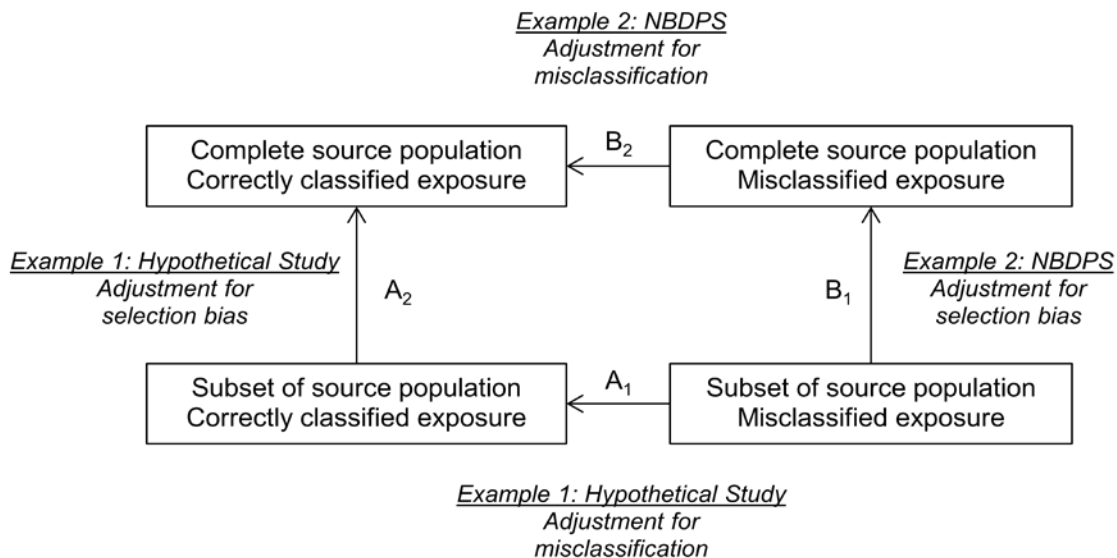 Example 2: NBDPS
Adjustment for
misclassification
Complete source population
Correctly classified exposure
B₂
Complete source population
Misclassified exposure
Example 1: Hypothetical Study
Adjustment for
selection bias
A₂
B₁
Example 2: NBDPS
Adjustment for
selection bias
Subset of source population
Correctly classified exposure
A₁
Subset of source population
Misclassified exposure
Example 1: Hypothetical Study
Adjustment for
misclassification